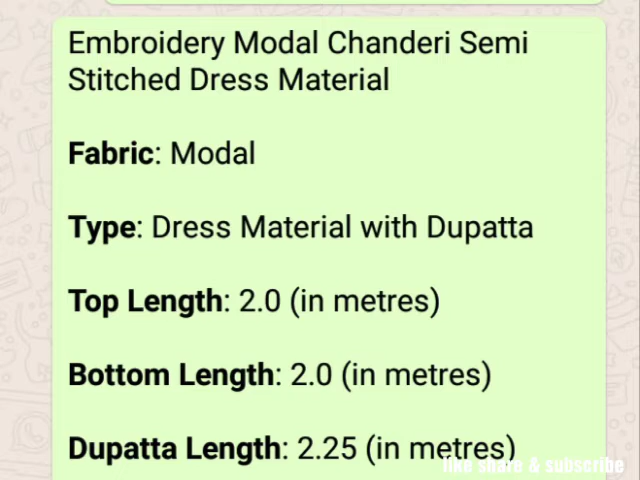 Embroidery Modal Chanderi Semi
Stitched Dress Material
Fabric: Modal
Type: Dress Material with Dupatta
Top Length: 2.0 (in metres)
Bottom Length: 2.0 (in metres)
Dupatta Length: 2.25 (in metres)
like share & subscribe